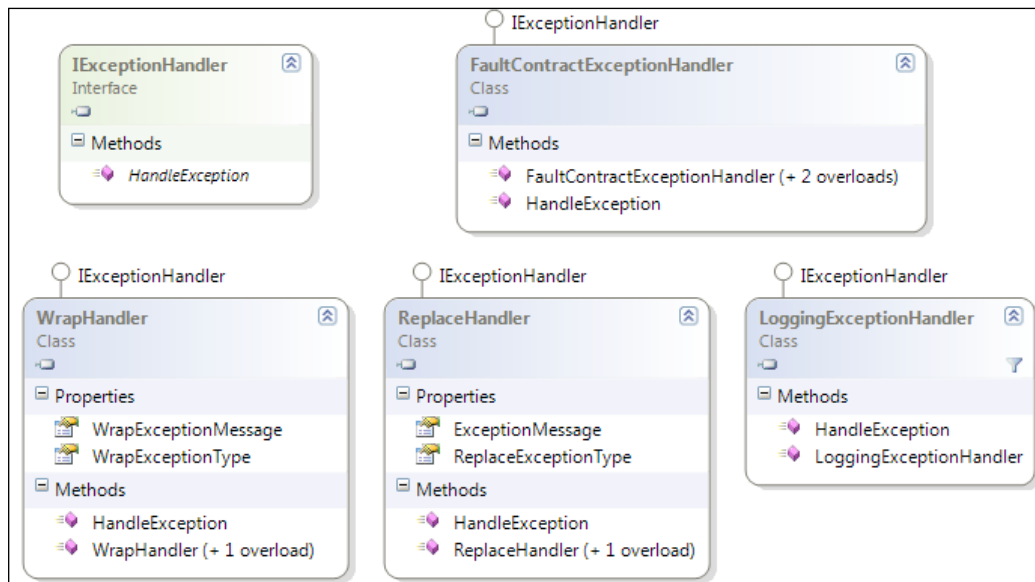 IExceptionHandler
IExceptionHandler
Interface
Methods
HandleException
FaultContractExceptionHandler
Class
Methods
FaultContractExceptionHandler (+ 2 overloads)
HandleException
IExceptionHandler
WrapHandler
Class
Properties
WrapExceptionMessage
WrapExceptionType
Methods
HandleException
WrapHandler (+ 1 overload)
IExceptionHandler
ReplaceHandler
Class
Properties
ExceptionMessage
ReplaceExceptionType
Methods
HandleException
ReplaceHandler (+ 1 overload)
IExceptionHandler
LoggingExceptionHandler
Class
Methods
HandleException
LoggingExceptionHandler